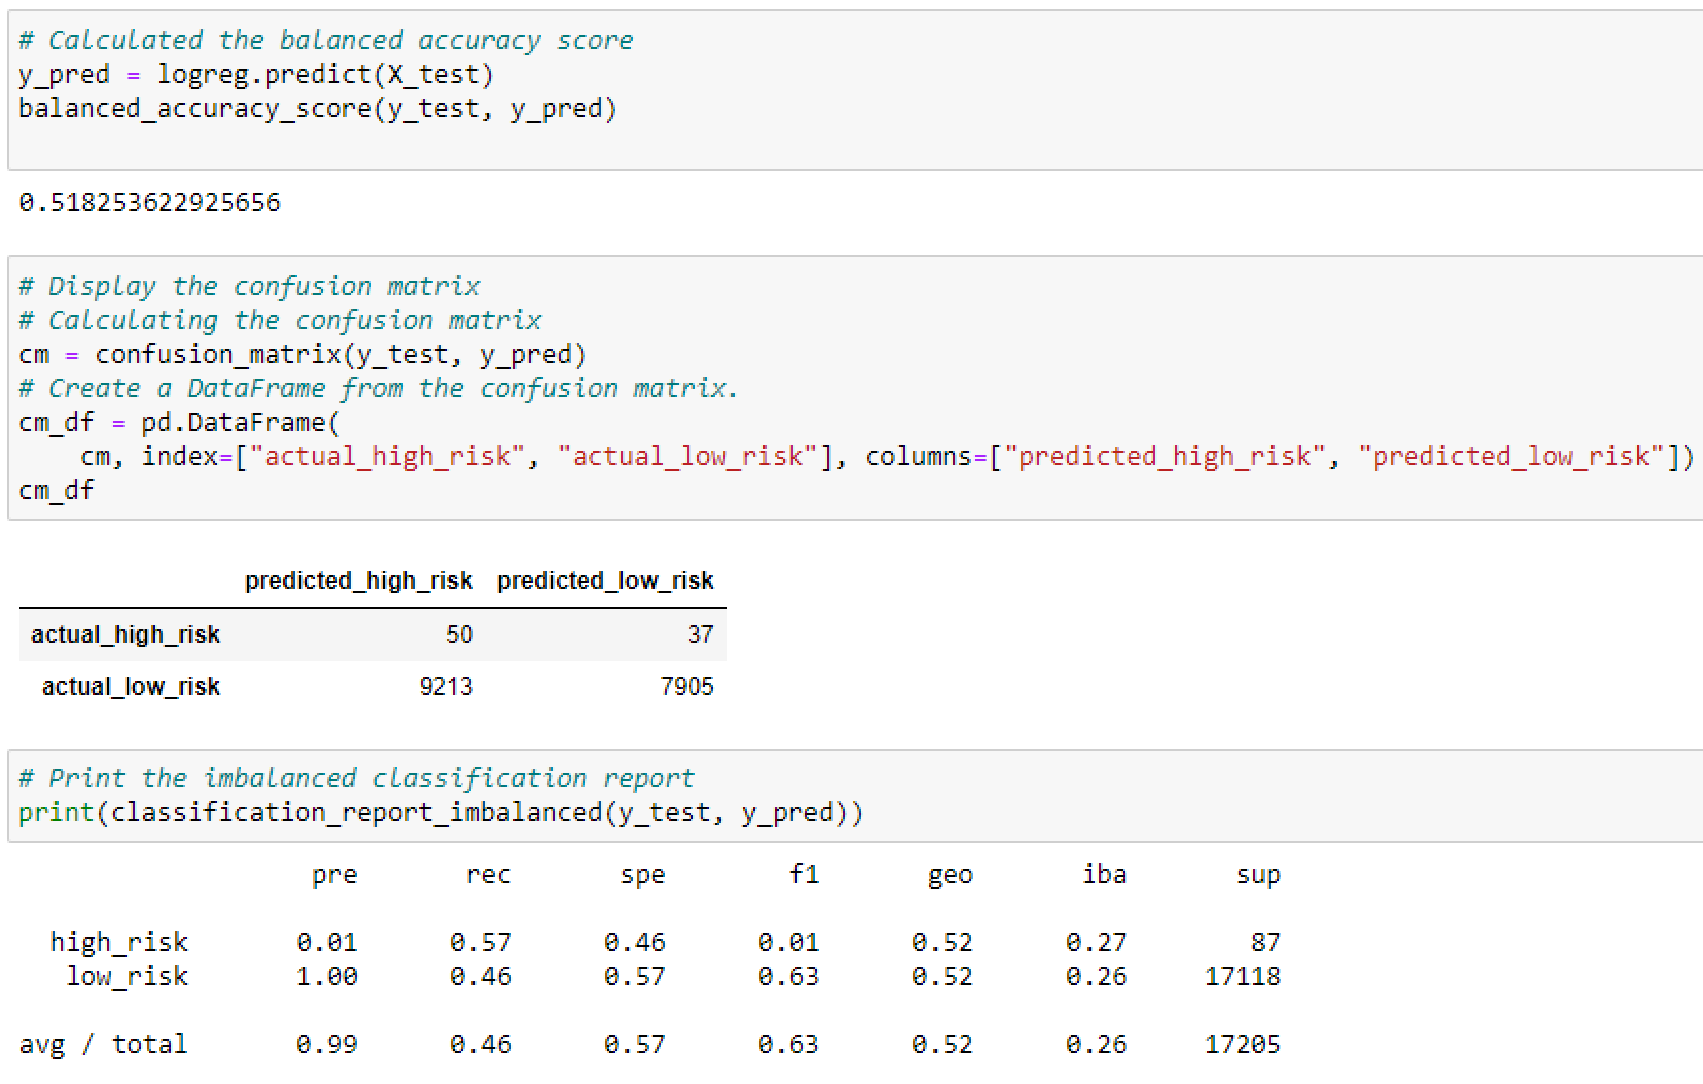 # Calculated the balanced accuracy score
y_pred = logreg.predict(X_test)
balanced_accuracy_score(y_test, y_pred)
0.518253622925656
# Display the confusion matrix
# Calculating the confusion matrix
cm = confusion_matrix(y_test, y_pred)
# Create a DataFrame from the confusion matrix.
cm_df = pd.DataFrame(
    cm, index=["actual_high_risk", "actual_low_risk"], columns=["predicted_high_risk", "predicted_low_risk"])
cm_df
predicted_high_risk predicted_low_risk
actual_high_risk 50 37
actual_low_risk 9213 7905
# Print the imbalanced classification report
print(classification_report_imbalanced(y_test, y_pred))
pre rec spe f1 geo iba sup
high_risk 0.01 0.57 0.46 0.01 0.52 0.27 87
low_risk 1.00 0.46 0.57 0.63 0.52 0.26 17118
avg / total 0.99 0.46 0.57 0.63 0.52 0.26 17205